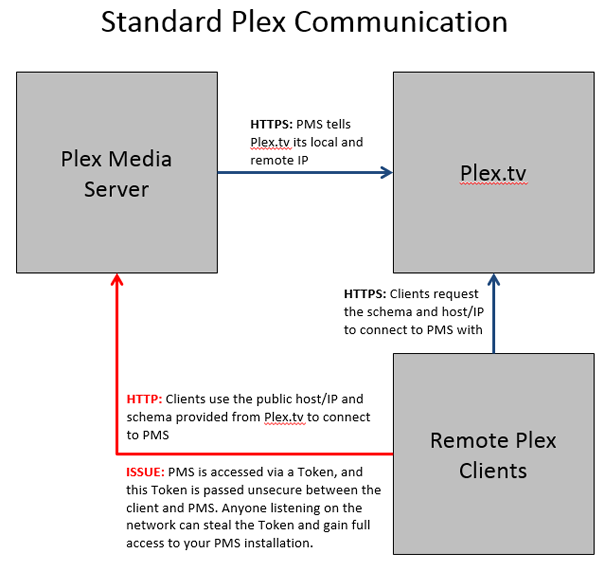 Standard Plex Communication
Plex Media
Server
HTTPS: PMS tells
Plex.tv its local and
remote IP
Plex.tv
HTTPS: Clients request
the schema and host/IP
to connect to PMS with
HTTP: Clients use the public host/IP and
schema provided from Plex.tv to connect
to PMS
ISSUE: PMS is accessed via a Token, and
this Token is passed unsecure between the
client and PMS. Anyone listening on the
network can steal the Token and gain full
access to your PMS installation.
Remote Plex
Clients